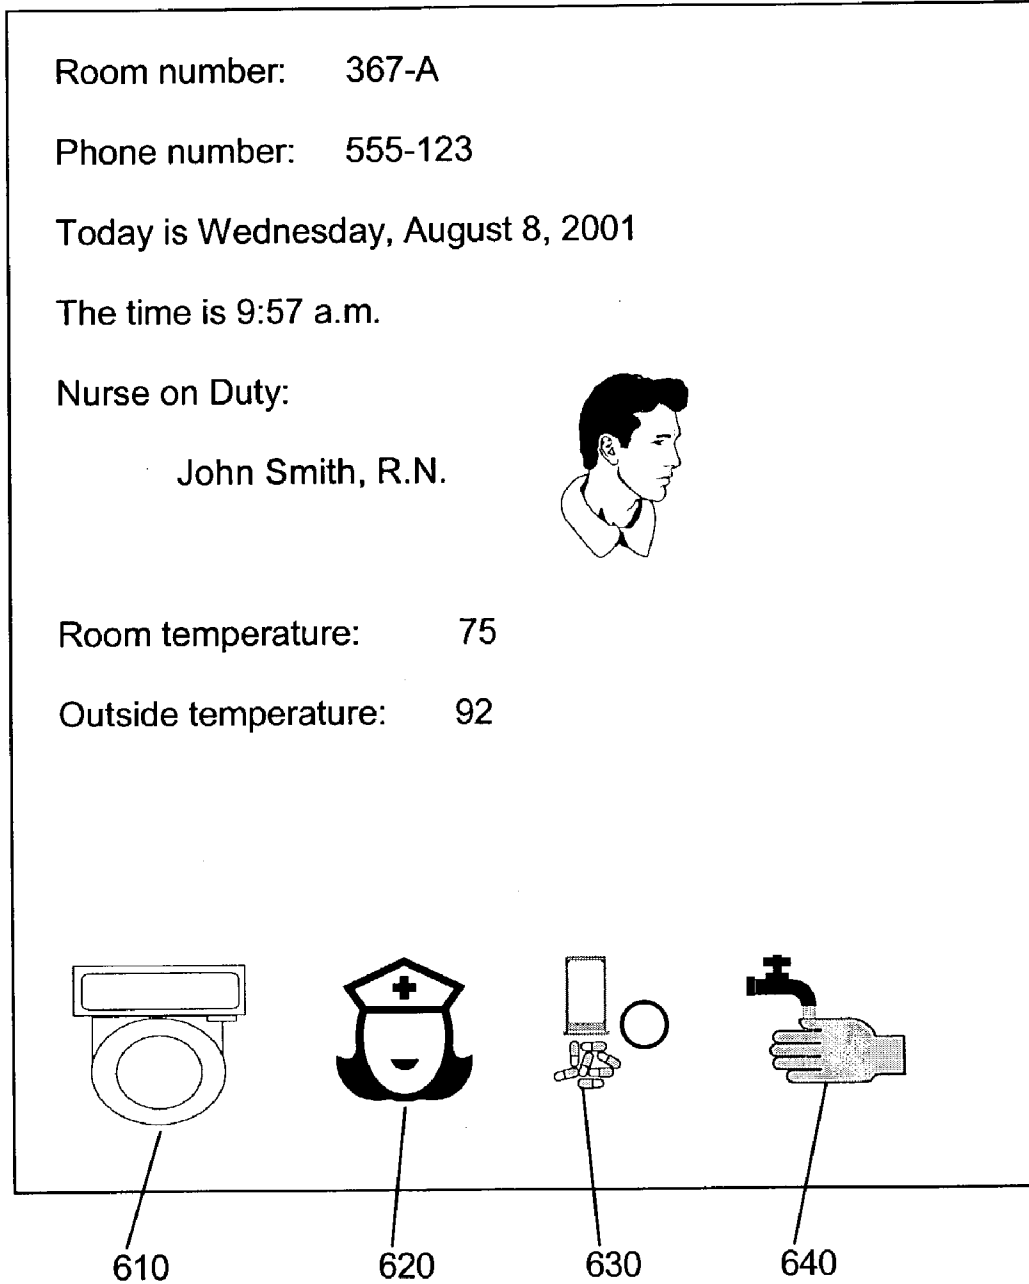 Room number: 367-A
Phone number: 555-123
Today is Wednesday, August 8, 2001
The time is 9:57 a.m.
Nurse on Duty:
John Smith, R.N.
Room temperature: 75
Outside temperature: 92
610 620 630 640